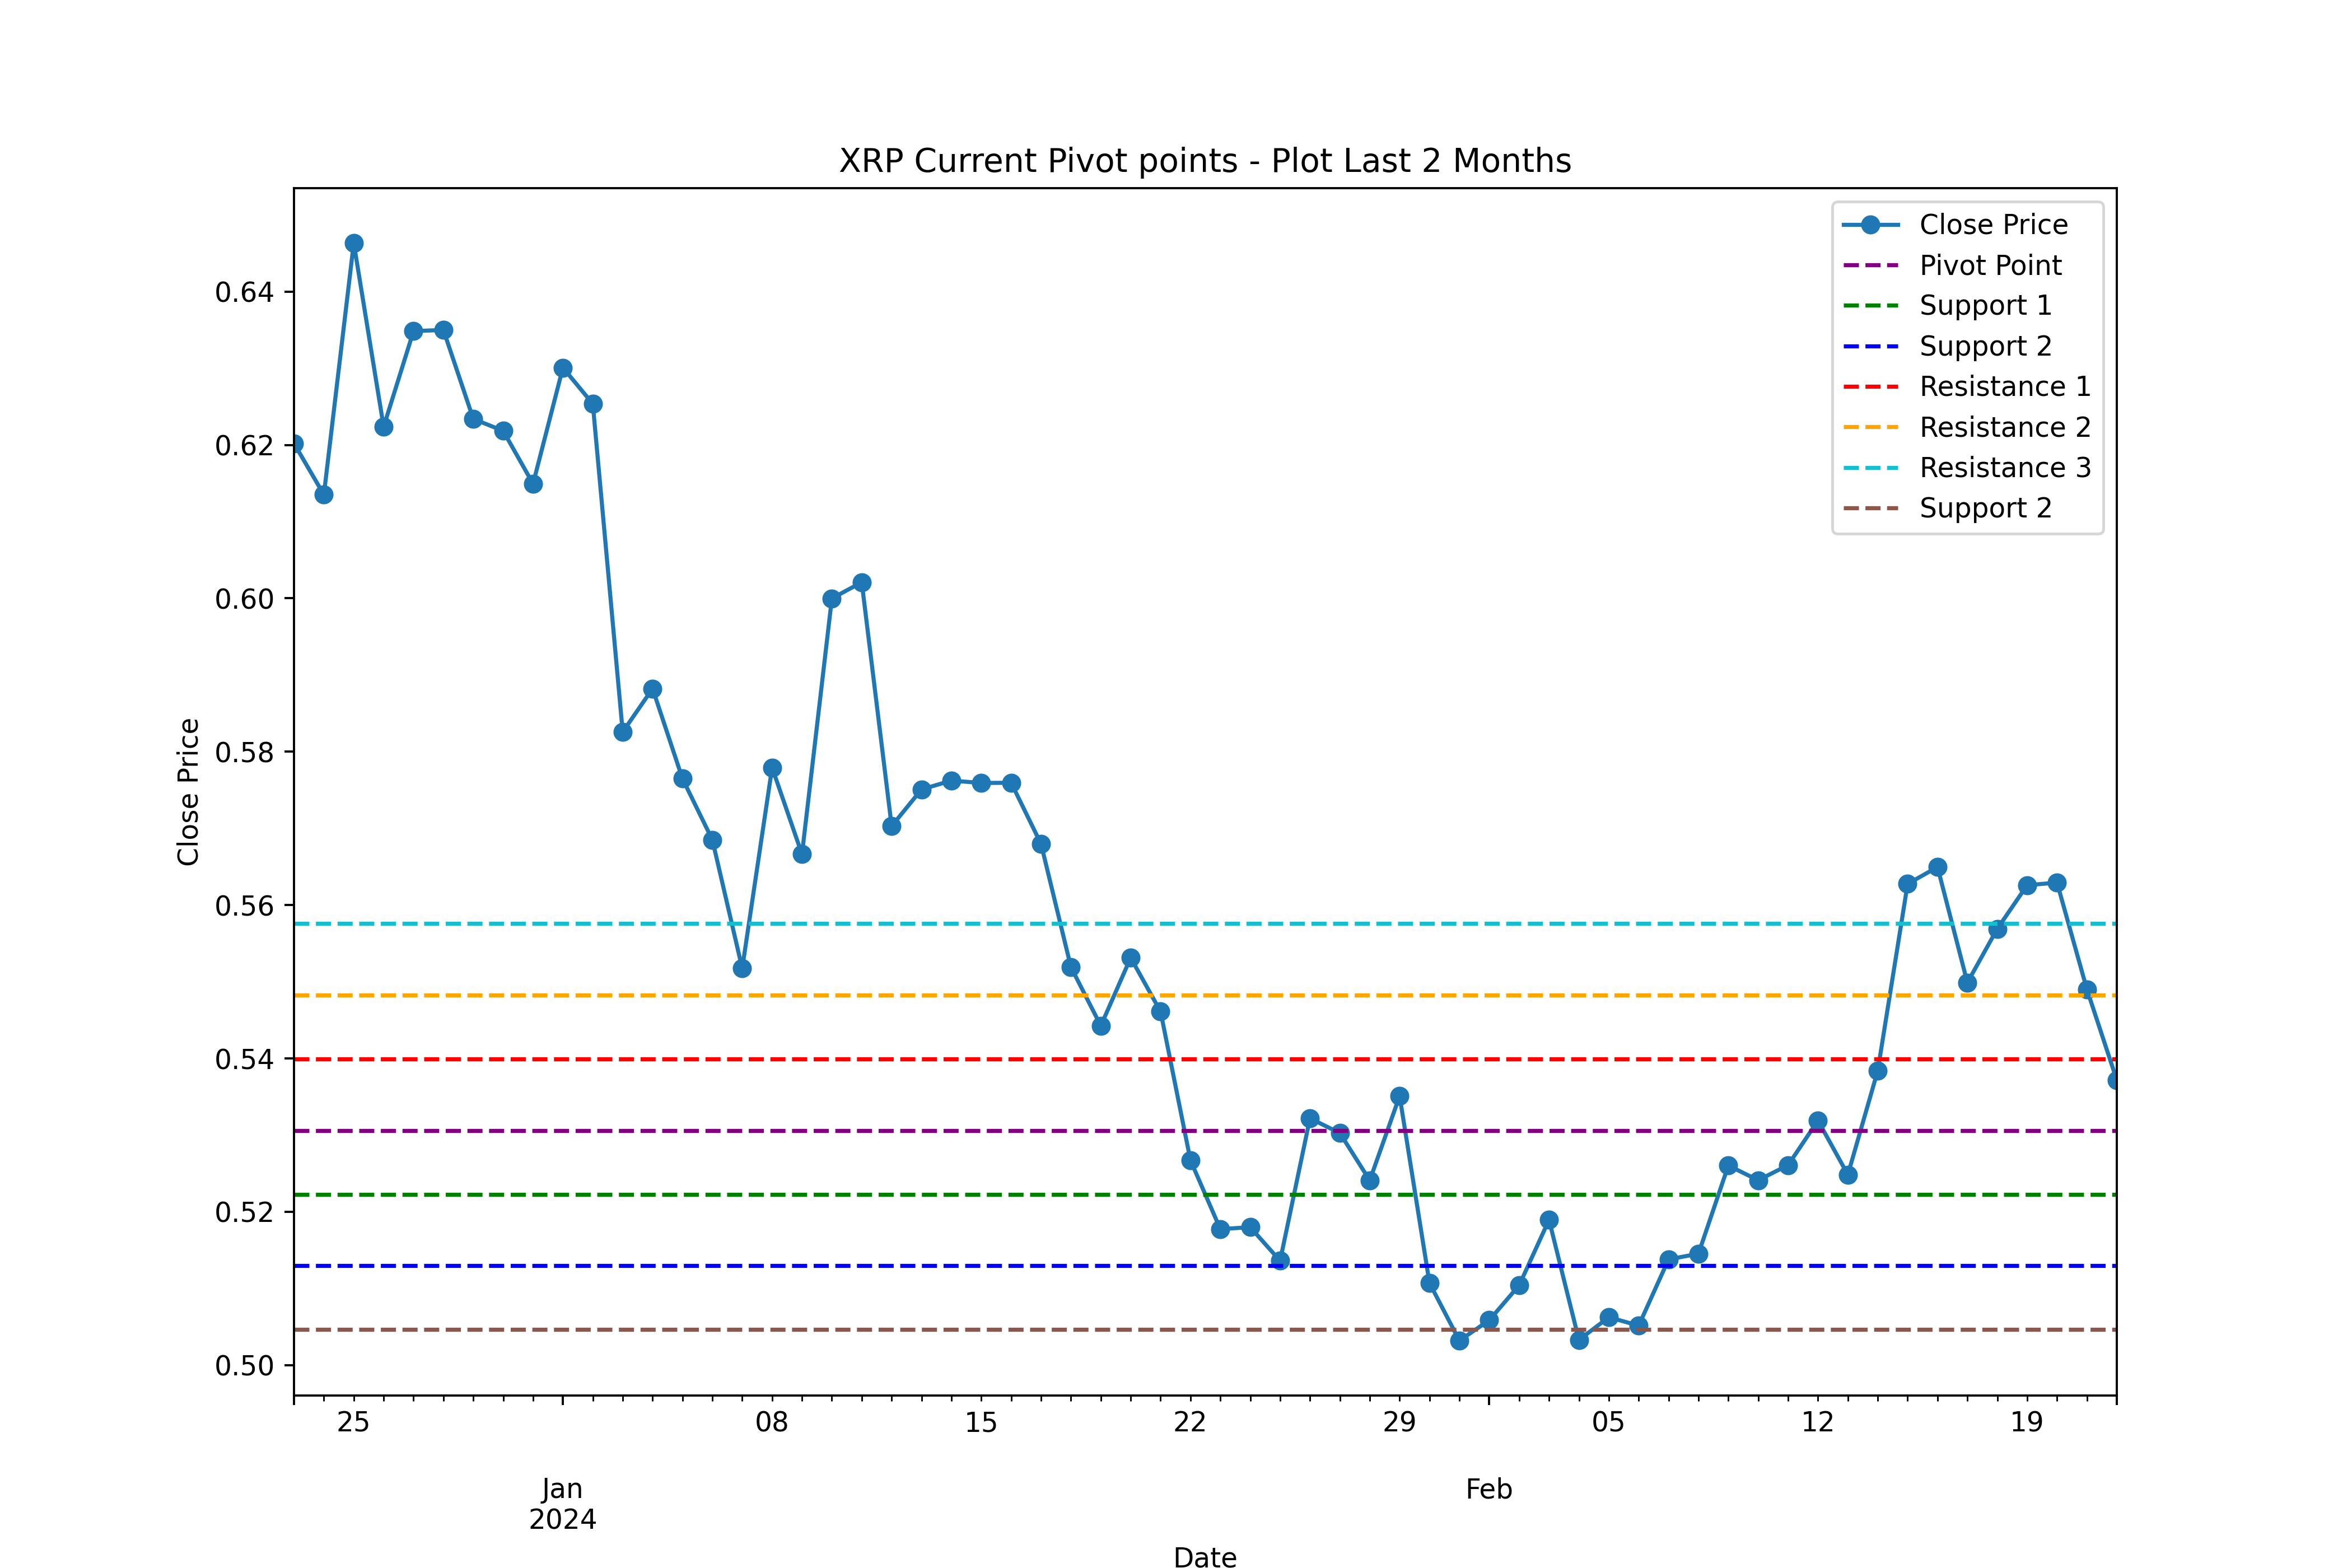 XRP Current Pivot points - Plot Last 2 Months
Close Price
Pivot Point
Support 1
Support 2
Resistance 1
Resistance 2
Resistance 3
Support 2
Close Price
0.64
0.62
0.60
0.58
0.56
0.54
0.52
0.50
25 08 15 22 29 05 12 19
Jan Feb
2024
Date